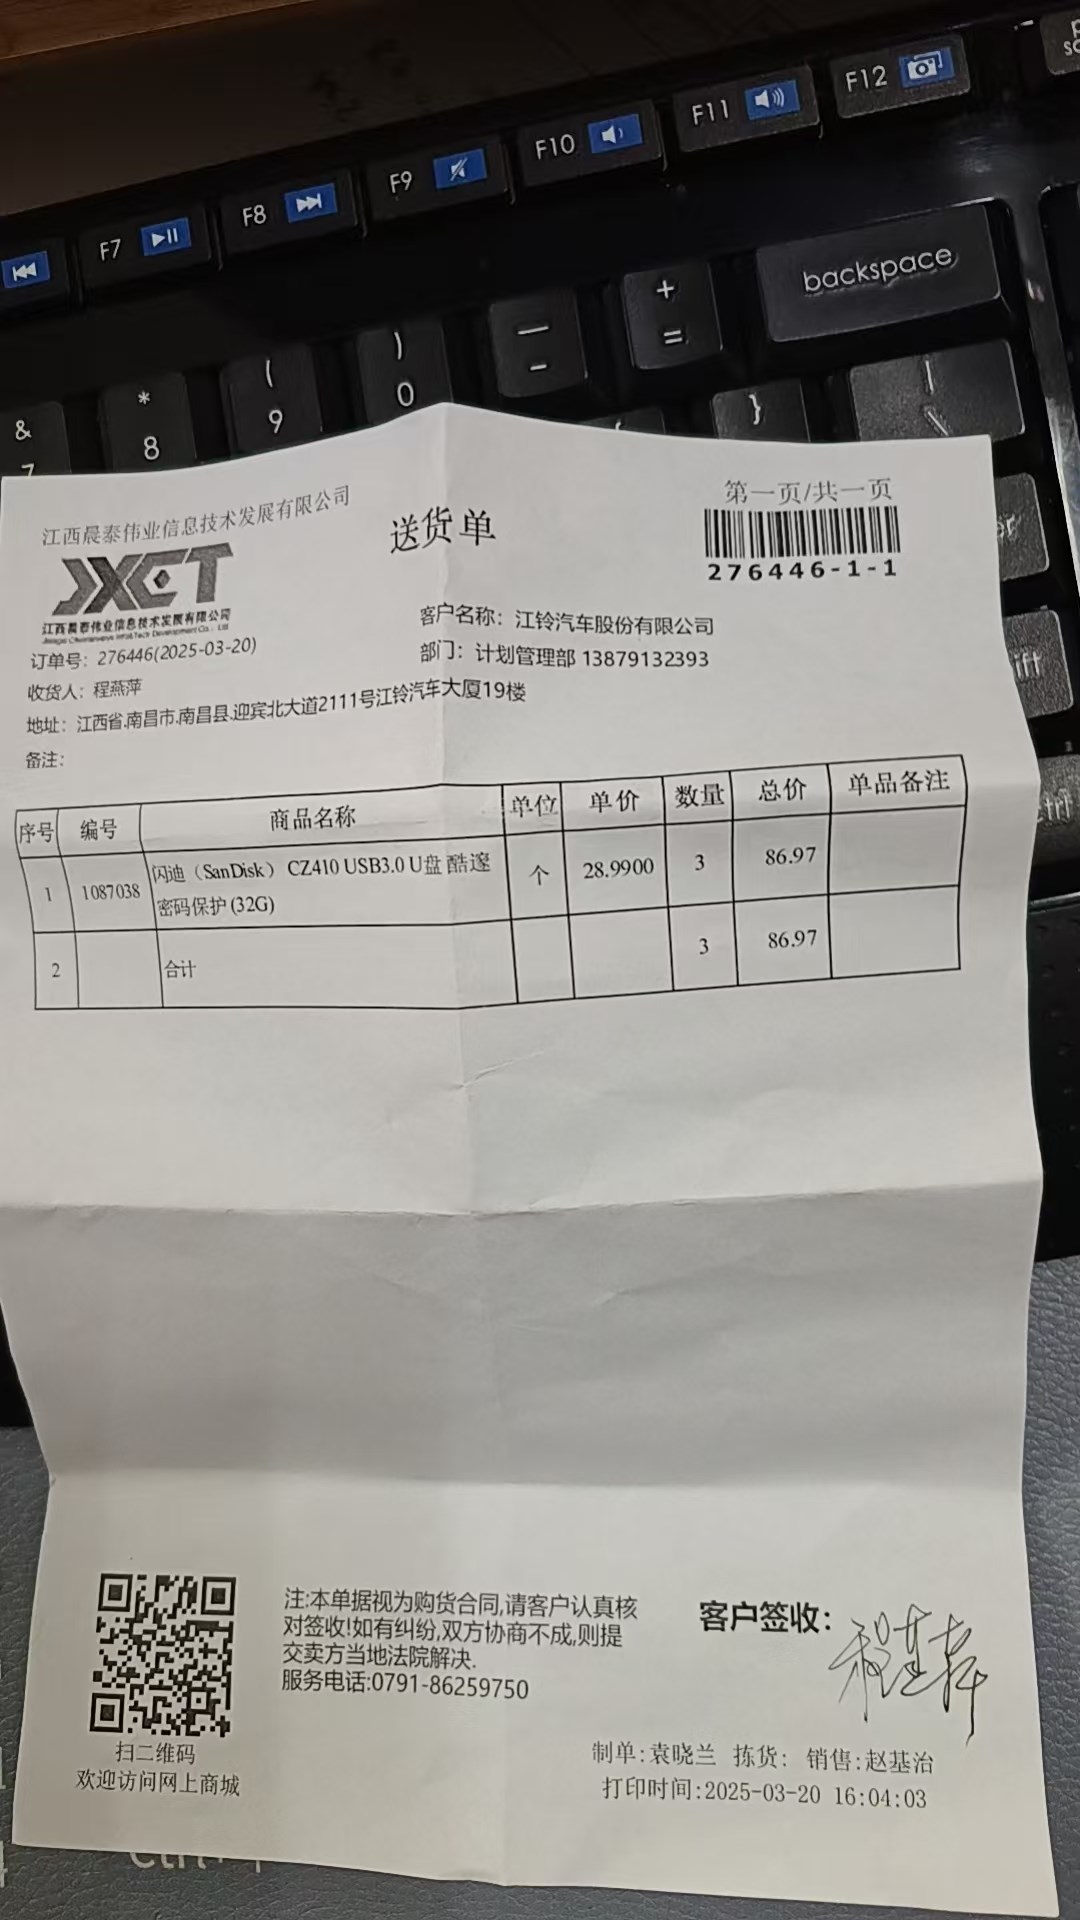 F7
F8
F9
F10
F11
F12
backspace
&
7
*
8
(
9
)
0
—
-
+
=
}
|
\
江西晨泰伟业信息技术发展有限公司
送货单
第一页/共一页
JXCT
江西晨泰伟业信息技术发展有限公司
276446-1-1
订单号：276446(2025-03-20)
客户名称：江铃汽车股份有限公司
收货人：程燕萍
部门：计划管理部 13879132393
地址：江西省.南昌市.南昌县.迎宾北大道2111号江铃汽车大厦19楼
备注：
序号 编号 商品名称 单位 单价 数量 总价 单品备注
1 1087038 闪迪（SanDisk） CZ410 USB3.0 U盘 酷邃 密码保护 (32G) 个 28.9900 3 86.97
2 合计 3 86.97
扫二维码
欢迎访问网上商城
注:本单据视为购货合同,请客户认真核
对签收!如有纠纷,双方协商不成,则提
交卖方当地法院解决.
服务电话:0791-86259750
客户签收：
制单:袁晓兰 拣货: 销售:赵基治
打印时间:2025-03-20 16:04:03